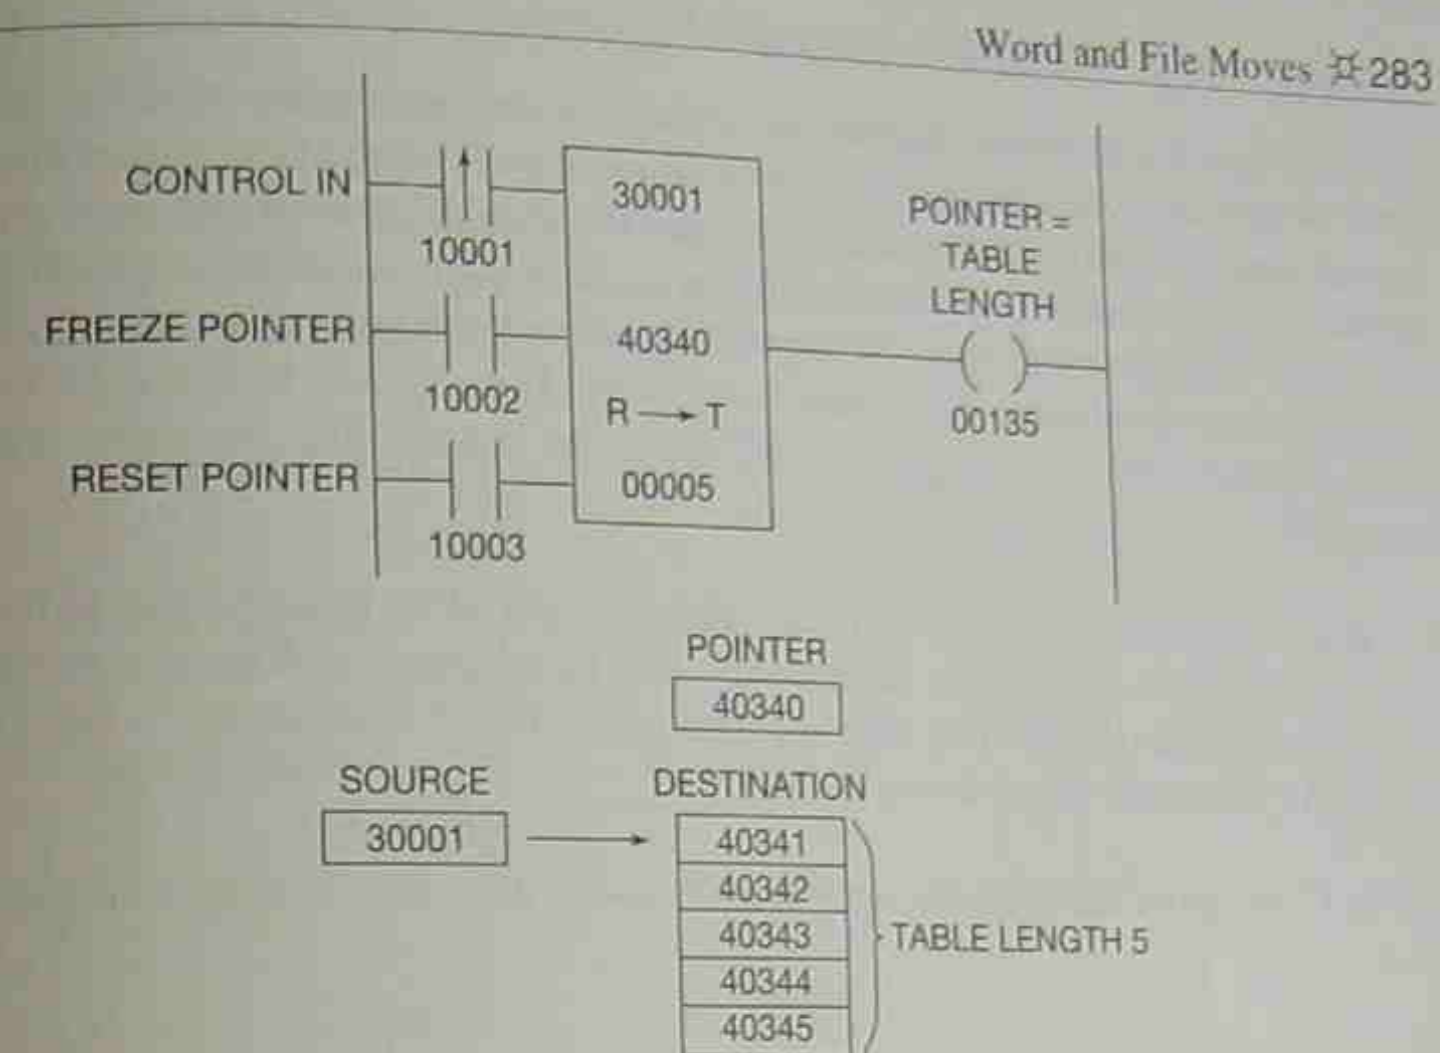 Word and File Moves ¤ 283
CONTROL IN
10001
30001
POINTER =
TABLE
LENGTH
FREEZE POINTER
10002
40340
R → T
00135
RESET POINTER
10003
00005
POINTER
40340
SOURCE
30001
DESTINATION
40341
40342
40343
40344
40345
TABLE LENGTH 5